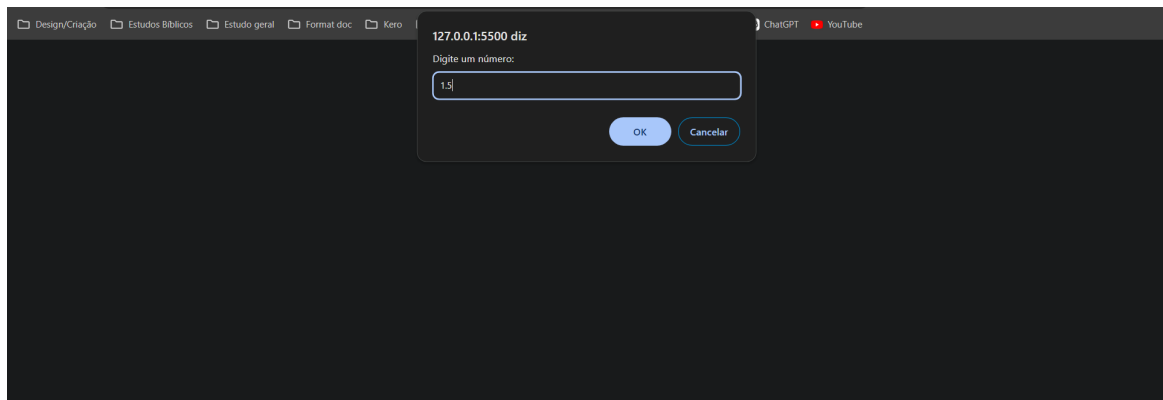 Design/Criação Estudos Bíblicos Estudo geral Format doc Kero ChatGPT YouTube
127.0.0.1:5500 diz
Digite um número:
1.5
OK Cancelar